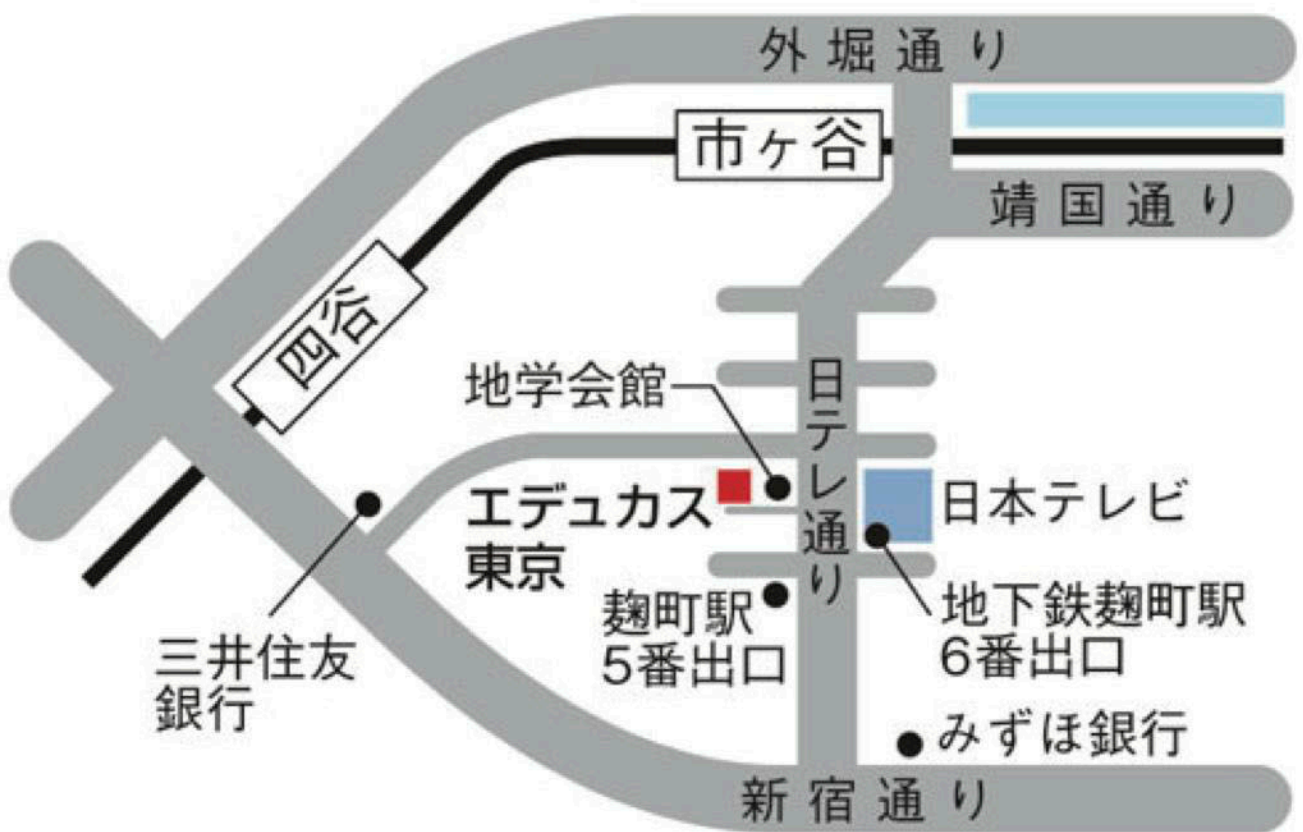 外堀通り
市ヶ谷
靖国通り
四谷
地学会館
日テレ通り
エデュカス
東京
日本テレビ
麹町駅
5番出口
地下鉄麹町駅
6番出口
三井住友
銀行
みずほ銀行
新宿通り